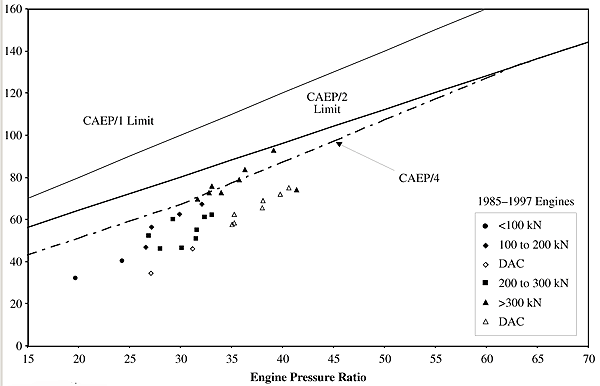 160
140
120
100
80
60
40
20
0
CAEP/1 Limit
CAEP/2
Limit
CAEP/4
1985–1997 Engines
<100 kN
100 to 200 kN
DAC
200 to 300 kN
>300 kN
DAC
15 20 25 30 35 40 45 50 55 60 65 70
Engine Pressure Ratio